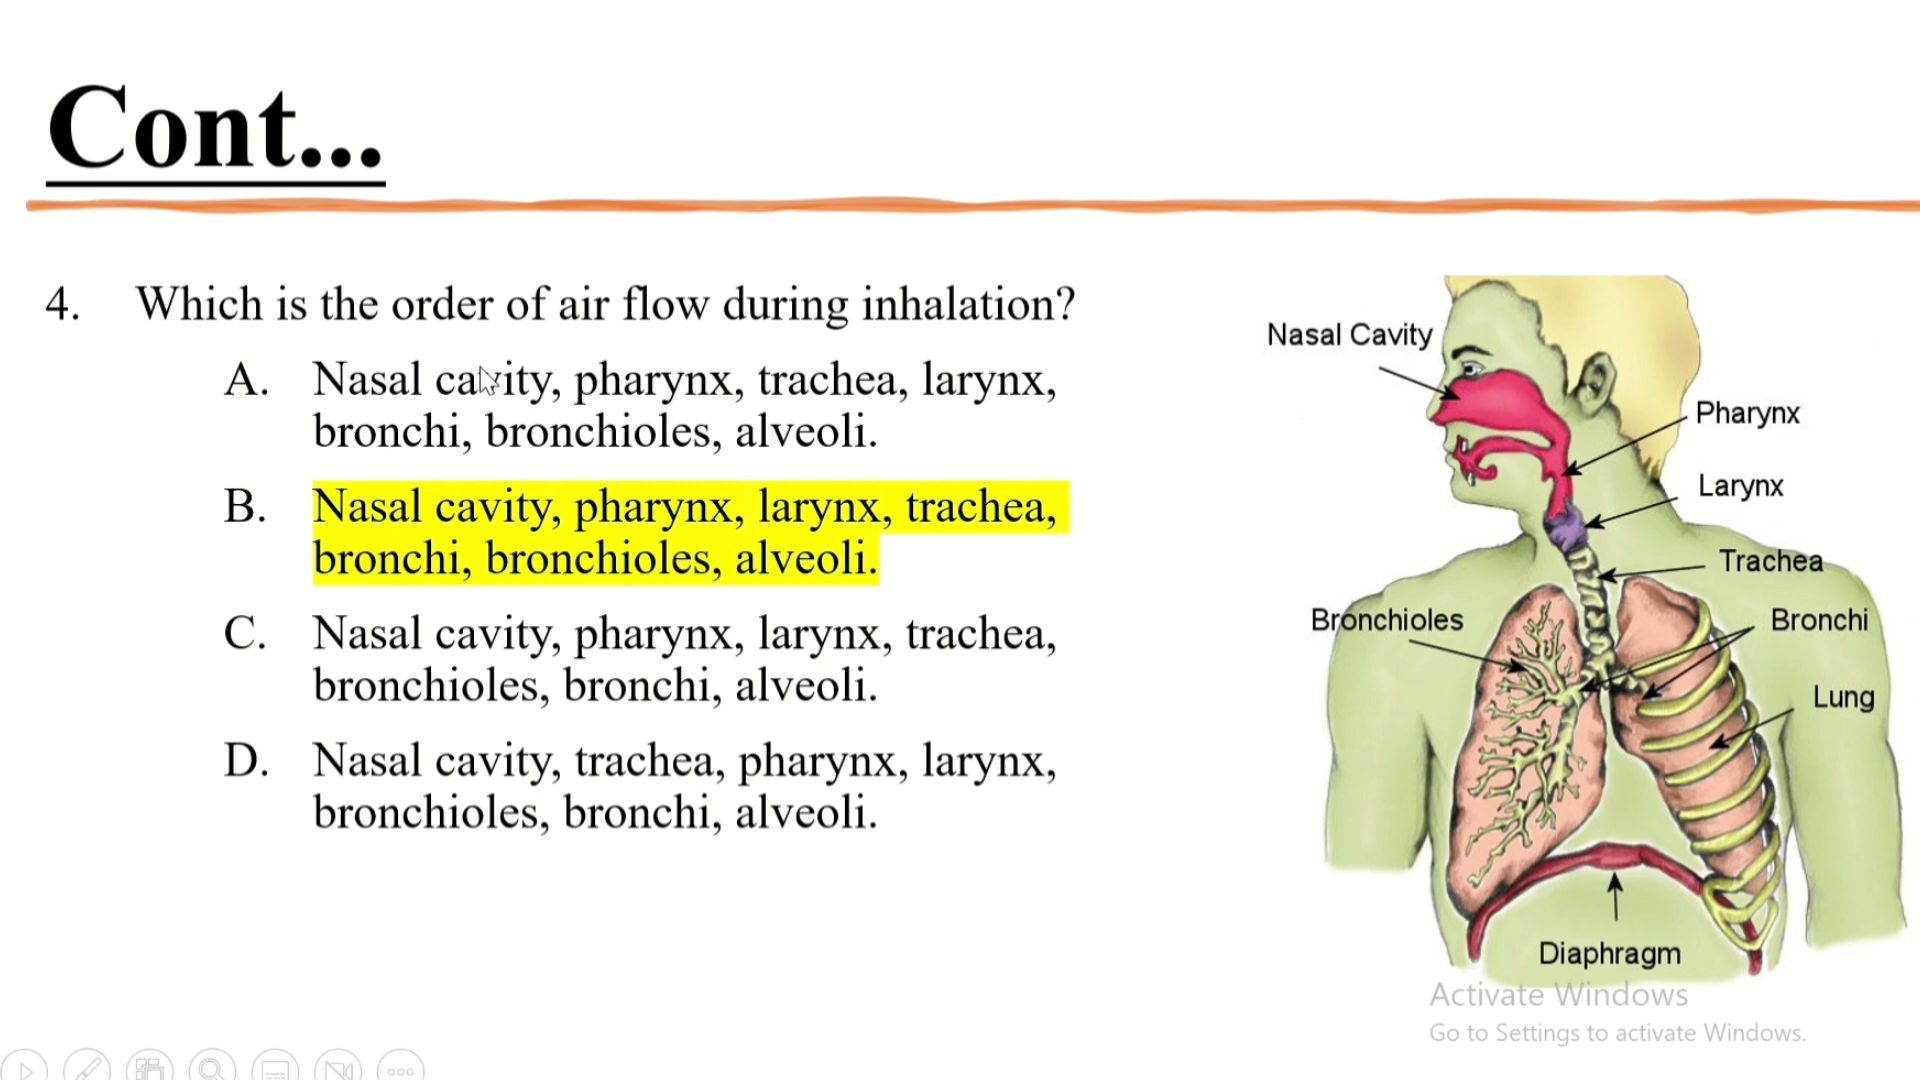 Cont...
4. Which is the order of air flow during inhalation?
A. Nasal cavity, pharynx, trachea, larynx,
bronchi, bronchioles, alveoli.
B. Nasal cavity, pharynx, larynx, trachea,
bronchi, bronchioles, alveoli.
C. Nasal cavity, pharynx, larynx, trachea,
bronchioles, bronchi, alveoli.
D. Nasal cavity, trachea, pharynx, larynx,
bronchioles, bronchi, alveoli.
Nasal Cavity
Pharynx
Larynx
Trachea
Bronchioles
Bronchi
Lung
Diaphragm
Activate Windows
Go to Settings to activate Windows.